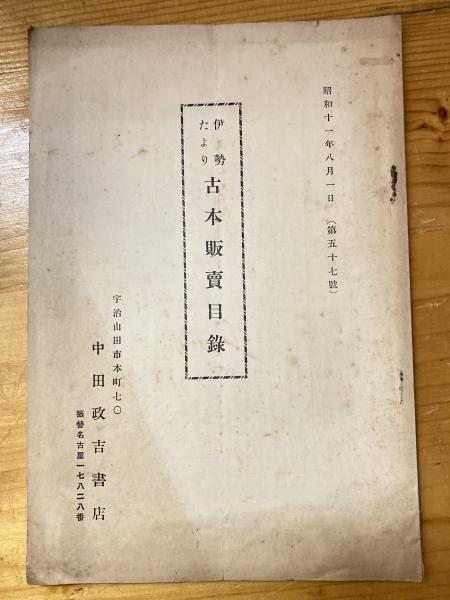 昭和十一年八月一日 (第五十七號)
伊勢
たより
古本販賣目錄
宇治山田市本町七〇
中田政吉書店
振替名古屋一七八二八番